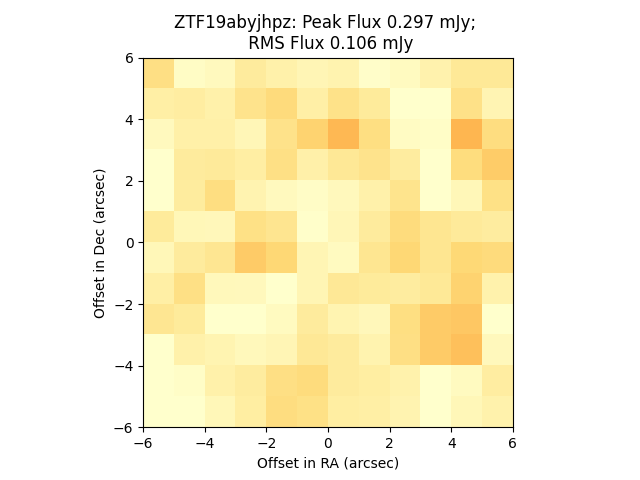 ZTF19abyjhpz: Peak Flux 0.297 mJy;
RMS Flux 0.106 mJy
6
4
2
0
−2
−4
−6
Offset in Dec (arcsec)
−6 −4 −2 0 2 4 6
Offset in RA (arcsec)